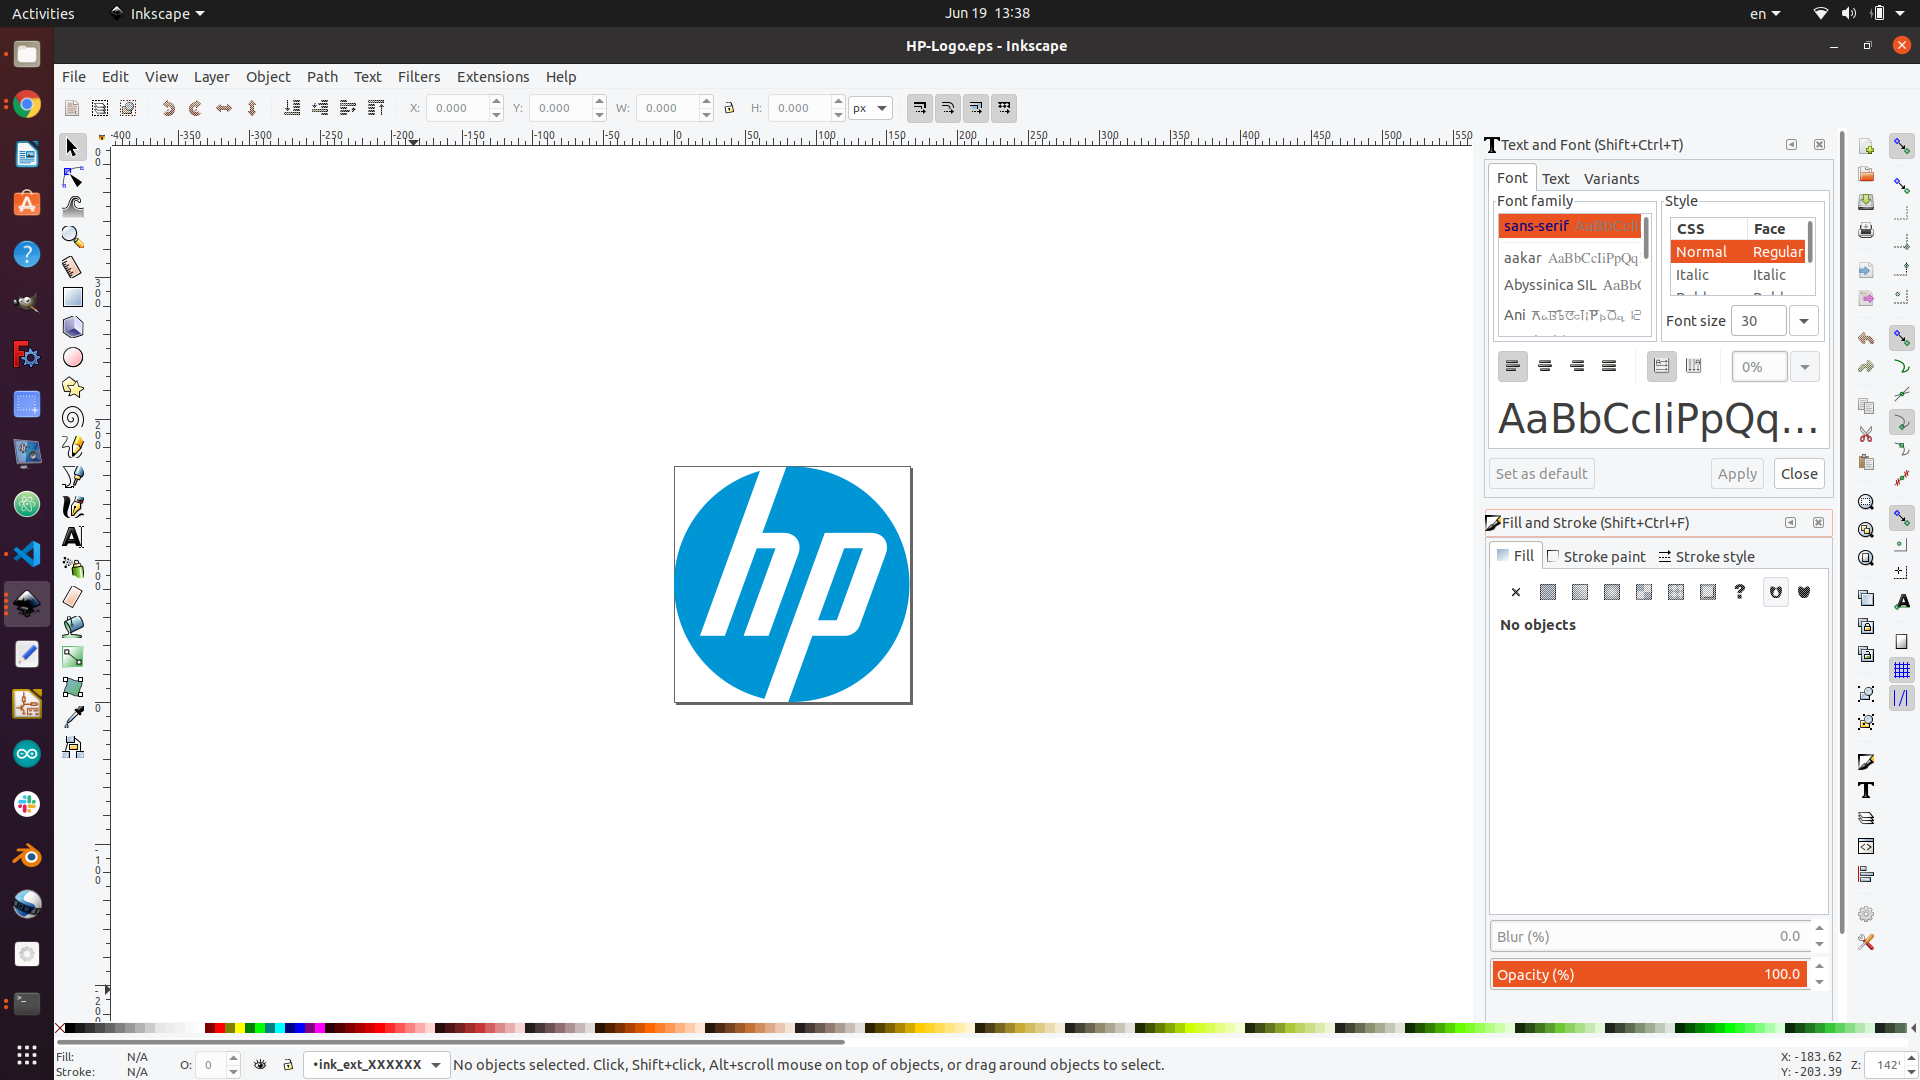 Activities
Inkscape
Jun 19 13:38
en
HP-Logo.eps - Inkscape
File Edit View Layer Object Path Text Filters Extensions Help
X: 0.000 Y: 0.000 W: 0.000 H: 0.000 px
-400 -350 -300 -250 -200 -150 -100 -50 0 50 100 150 200 250 300 350 400 450 500 550
hp
Text and Font (Shift+Ctrl+T)
Font Text Variants
Font family
sans-serif AaBbCcIi
aakar AaBbCcIiPpQq
Abyssinica SIL AaBbC
Ani AaBbCcIiPpQq
Style
CSS Face
Normal Regular
Italic Italic
Font size 30
0%
AaBbCcIiPpQq...
Set as default Apply Close
Fill and Stroke (Shift+Ctrl+F)
Fill Stroke paint Stroke style
?
No objects
Blur (%) 0.0
Opacity (%) 100.0
Fill: N/A
Stroke: N/A
O: 0
•ink_ext_XXXXXX
No objects selected. Click, Shift+click, Alt+scroll mouse on top of objects, or drag around objects to select.
X: -183.62
Y: -203.39
Z: 142